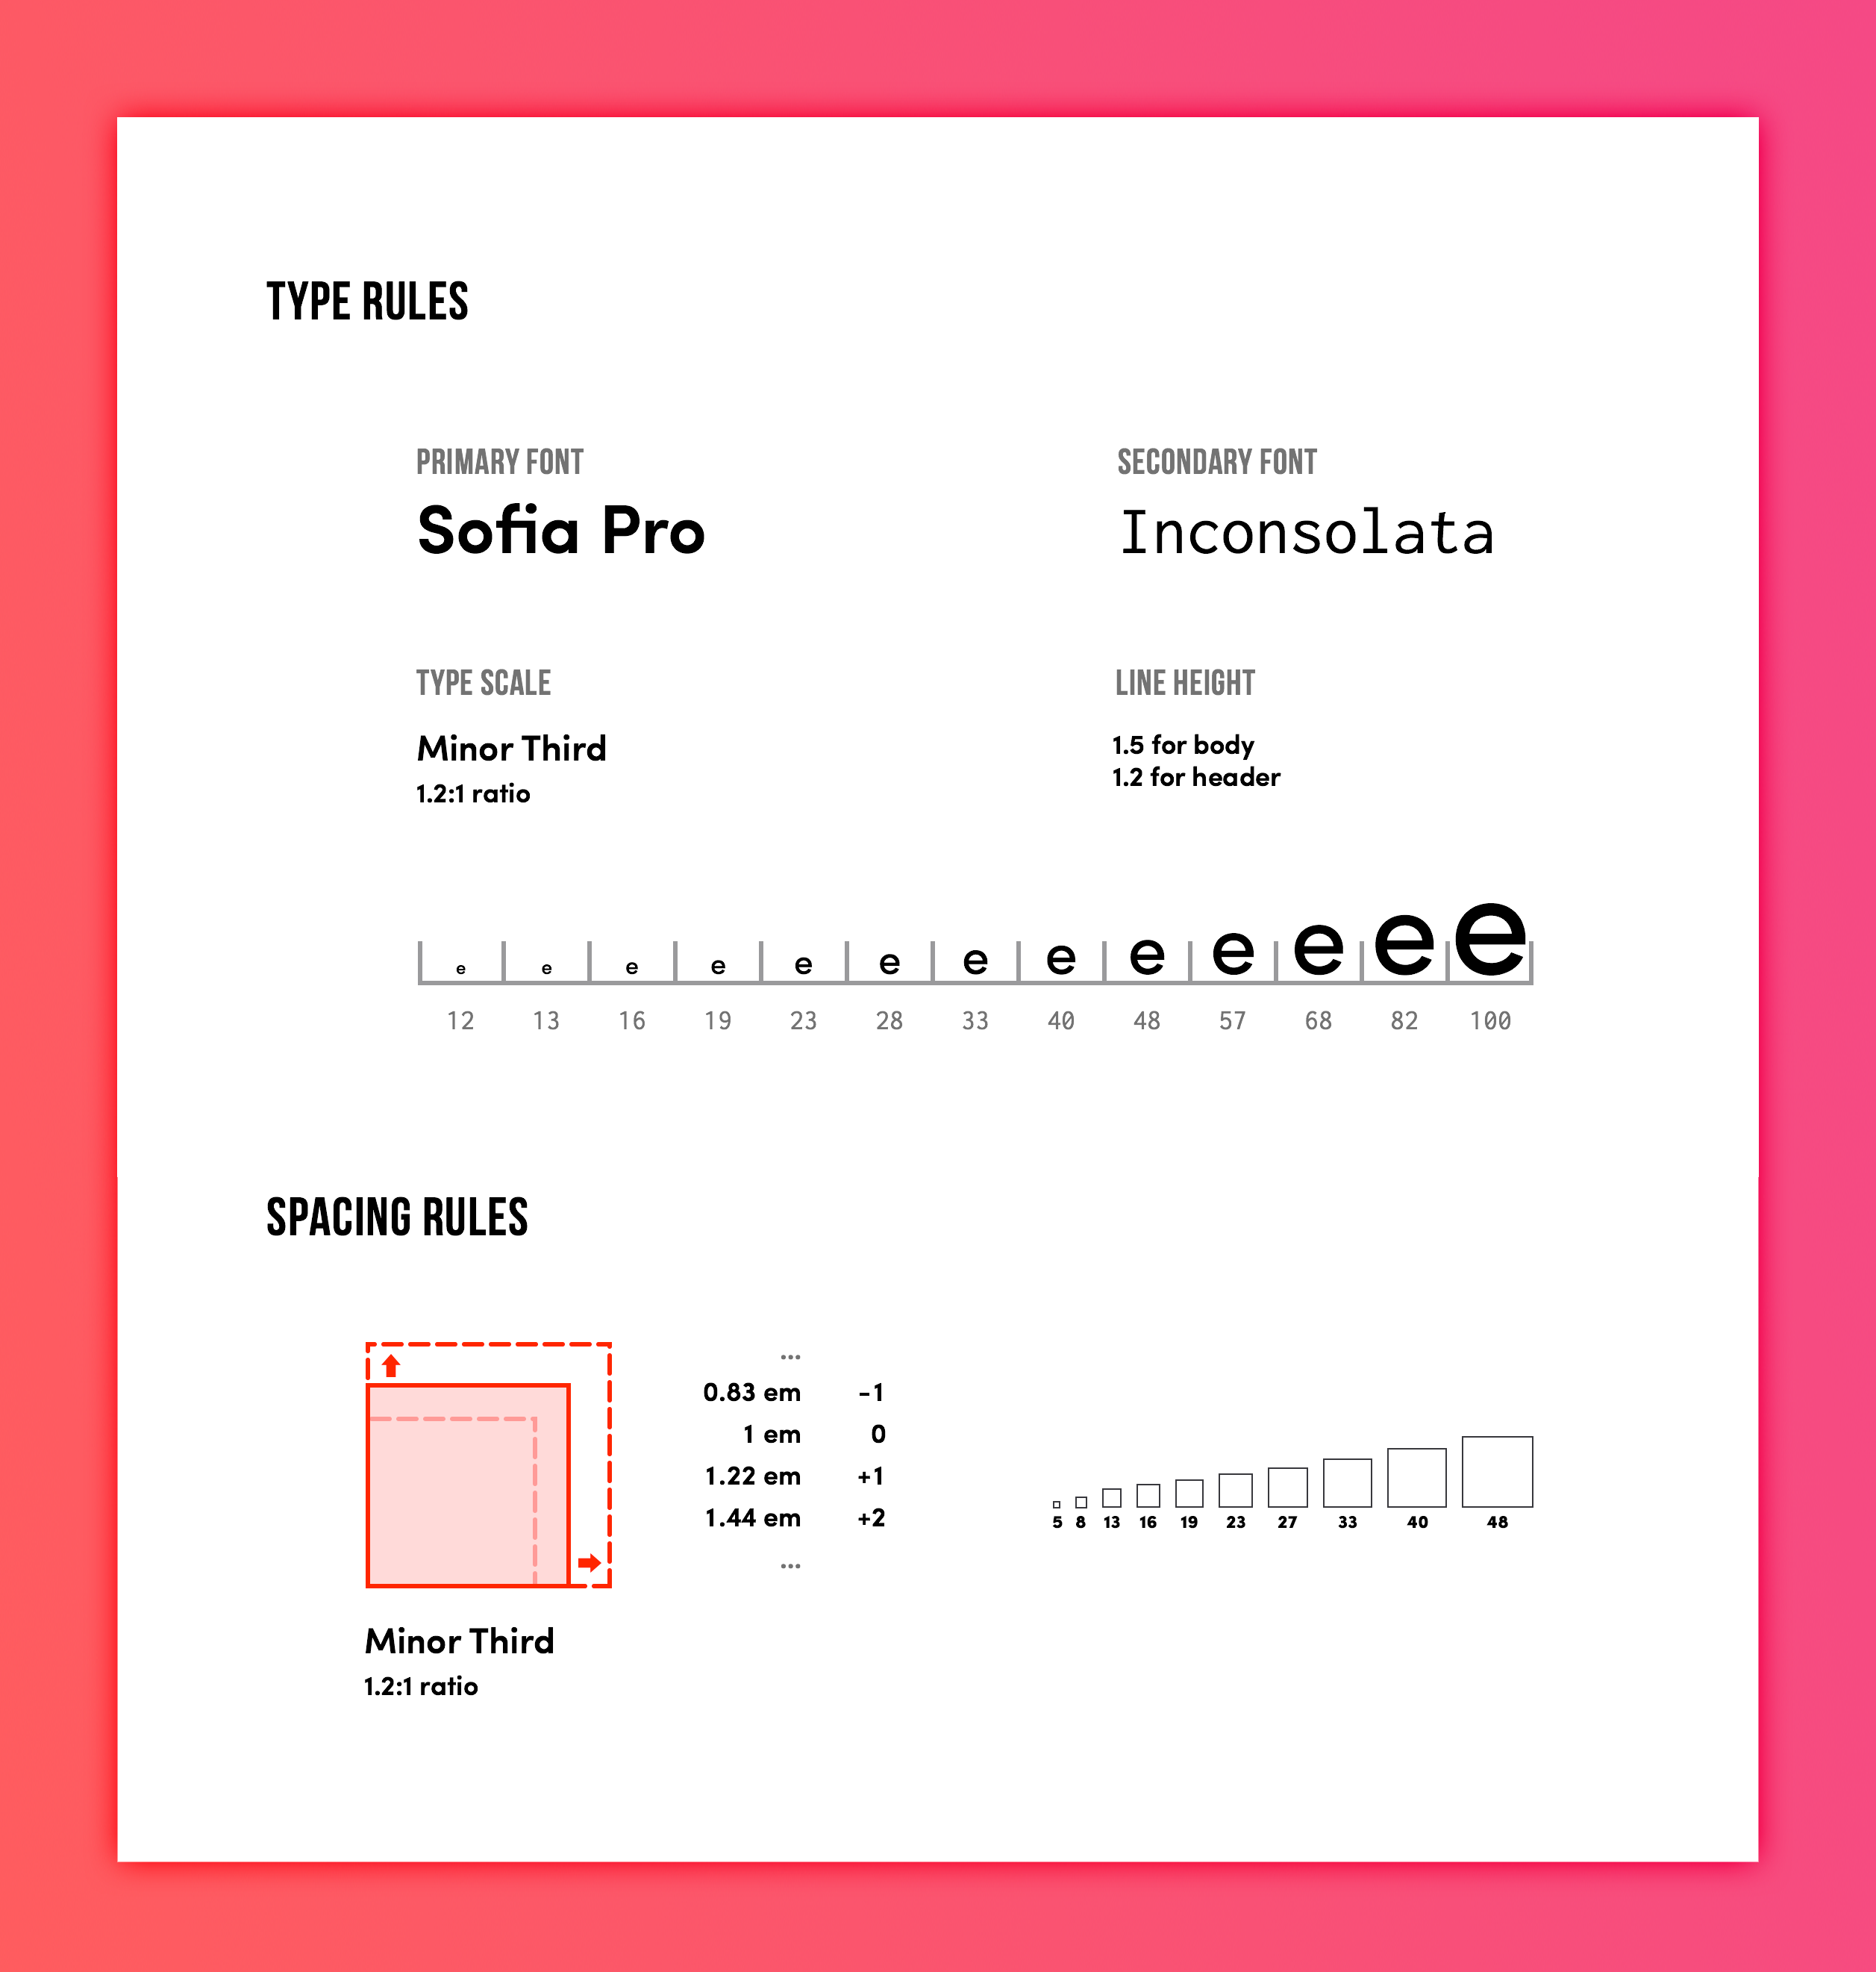 TYPE RULES
PRIMARY FONT
Sofia Pro
SECONDARY FONT
Inconsolata
TYPE SCALE
Minor Third
1.2:1 ratio
LINE HEIGHT
1.5 for body
1.2 for header
e e e e e e e e e e e e e
12 13 16 19 23 28 33 40 48 57 68 82 100
SPACING RULES
...
0.83 em -1
1 em 0
1.22 em +1
1.44 em +2
...
5 8 13 16 19 23 27 33 40 48
Minor Third
1.2:1 ratio